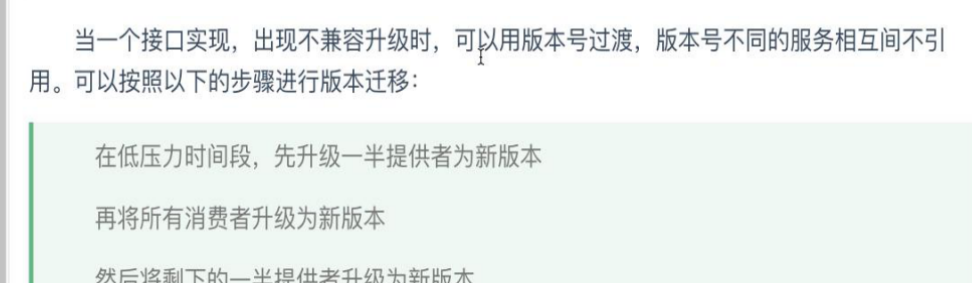 当一个接口实现，出现不兼容升级时，可以用版本号过渡，版本号不同的服务相互间不引
用。可以按照以下的步骤进行版本迁移：
在低压力时间段，先升级一半提供者为新版本
再将所有消费者升级为新版本
然后将剩下的一半提供者升级为新版本